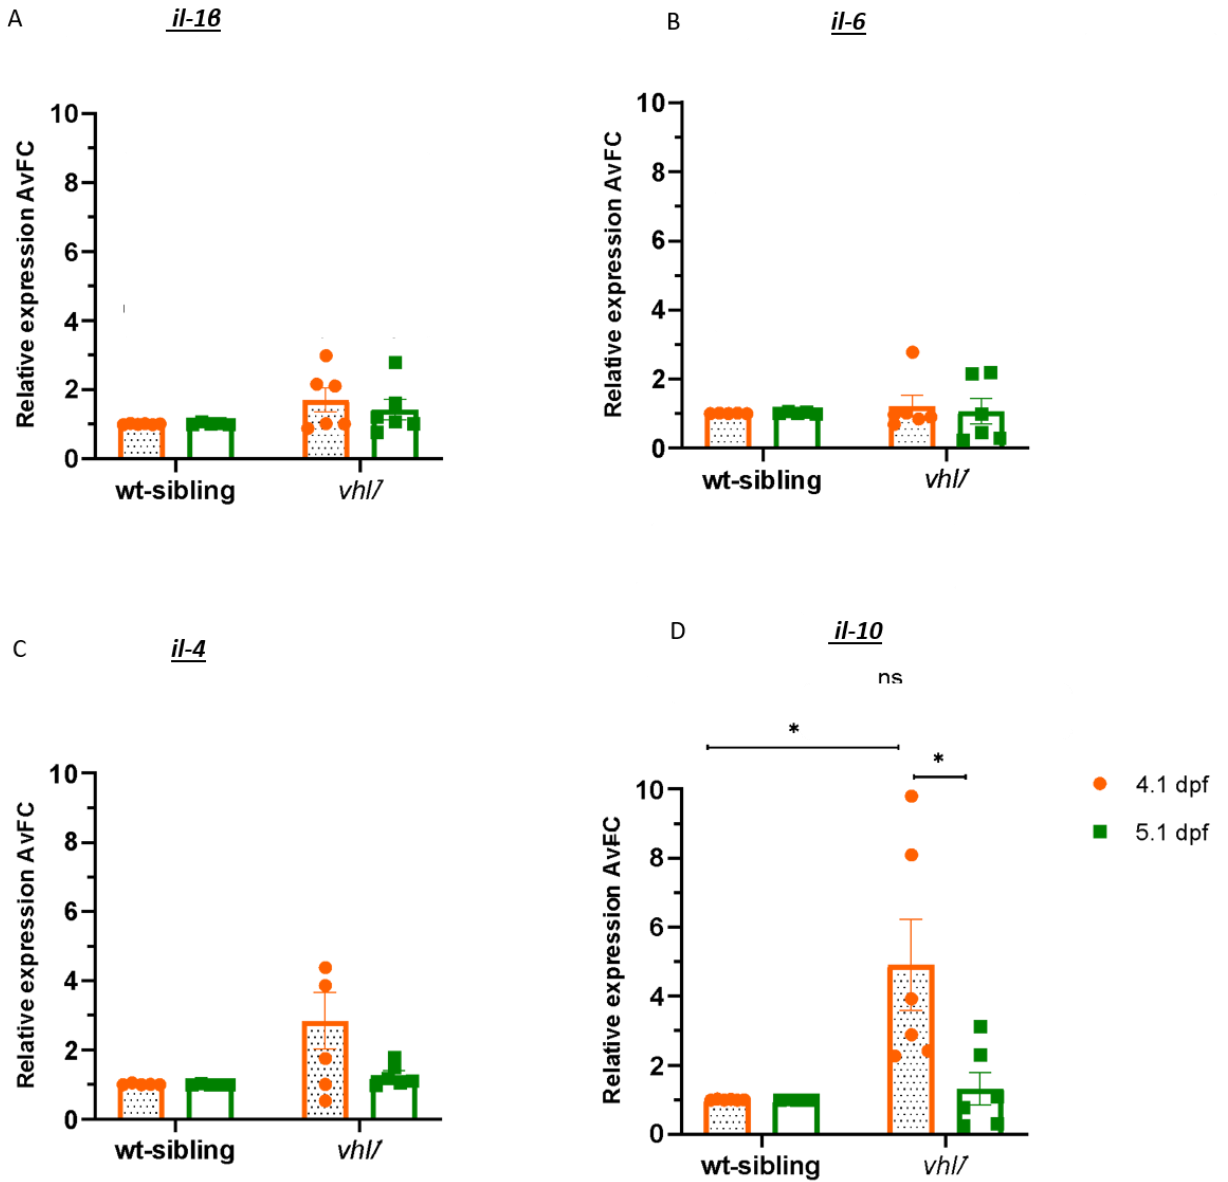 A
il-1β
B
il-6
10
8
6
4
2
0
Relative expression AvFC
wt-sibling
vhl/
10
8
6
4
2
0
Relative expression AvFC
wt-sibling
vhl/
C
il-4
D
il-10
ns
*
*
10
8
6
4
2
0
Relative expression AvFC
wt-sibling
vhl/
10
8
6
4
2
0
Relative expression AvFC
wt-sibling
vhl/
4.1 dpf
5.1 dpf